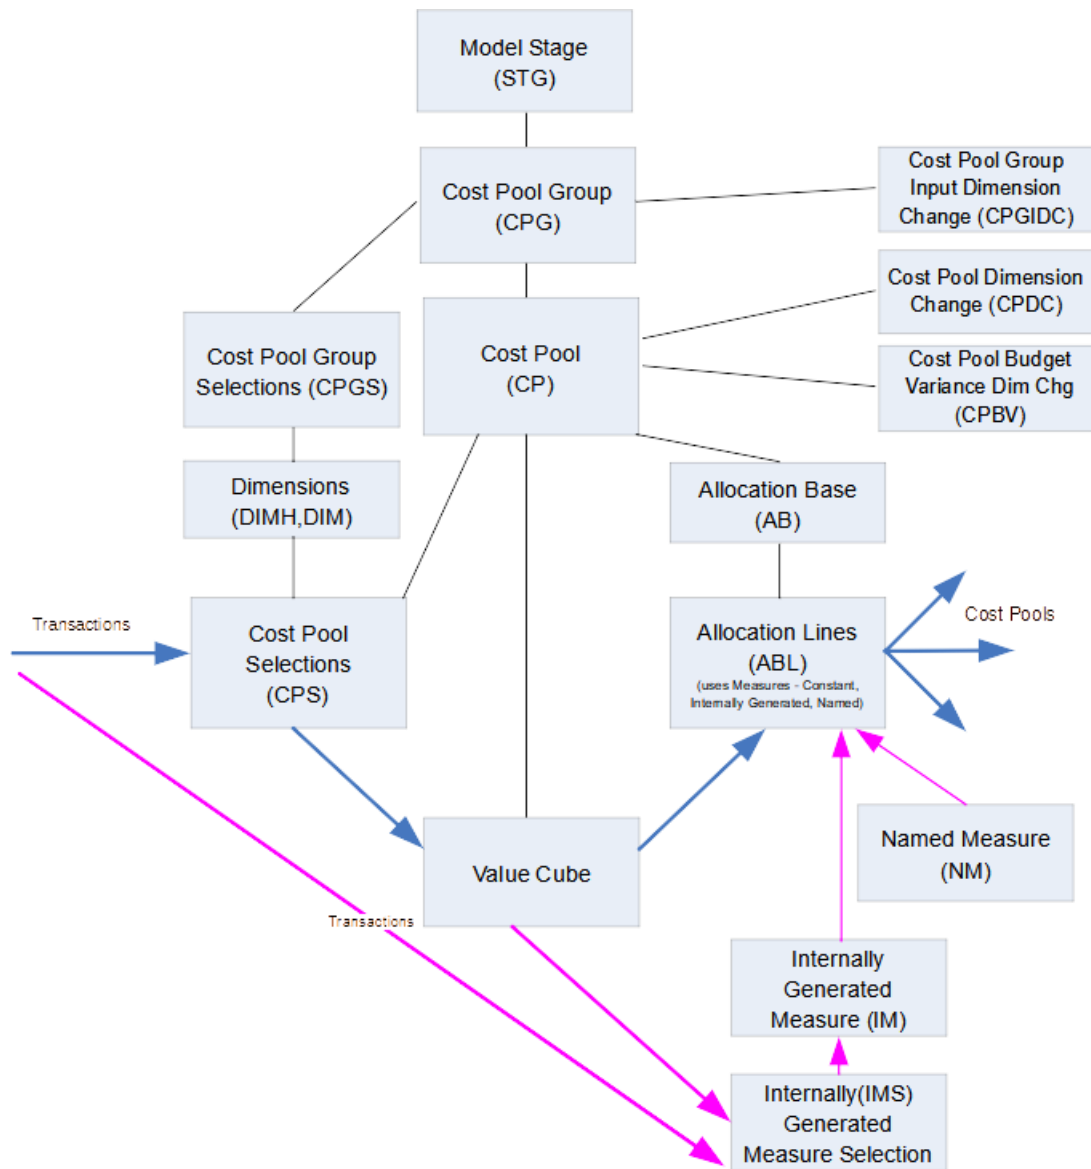 Model Stage
(STG)
Cost Pool Group
(CPG)
Cost Pool Group
Input Dimension
Change (CPGIDC)
Cost Pool Dimension
Change (CPDC)
Cost Pool Group
Selections (CPGS)
Cost Pool
(CP)
Cost Pool Budget
Variance Dim Chg
(CPBV)
Dimensions
(DIMH,DIM)
Allocation Base
(AB)
Transactions
Cost Pool
Selections
(CPS)
Allocation Lines
(ABL)
(uses Measures - Constant,
Internally Generated, Named)
Cost Pools
Value Cube
Named Measure
(NM)
Transactions
Internally
Generated
Measure (IM)
Internally(IMS)
Generated
Measure Selection